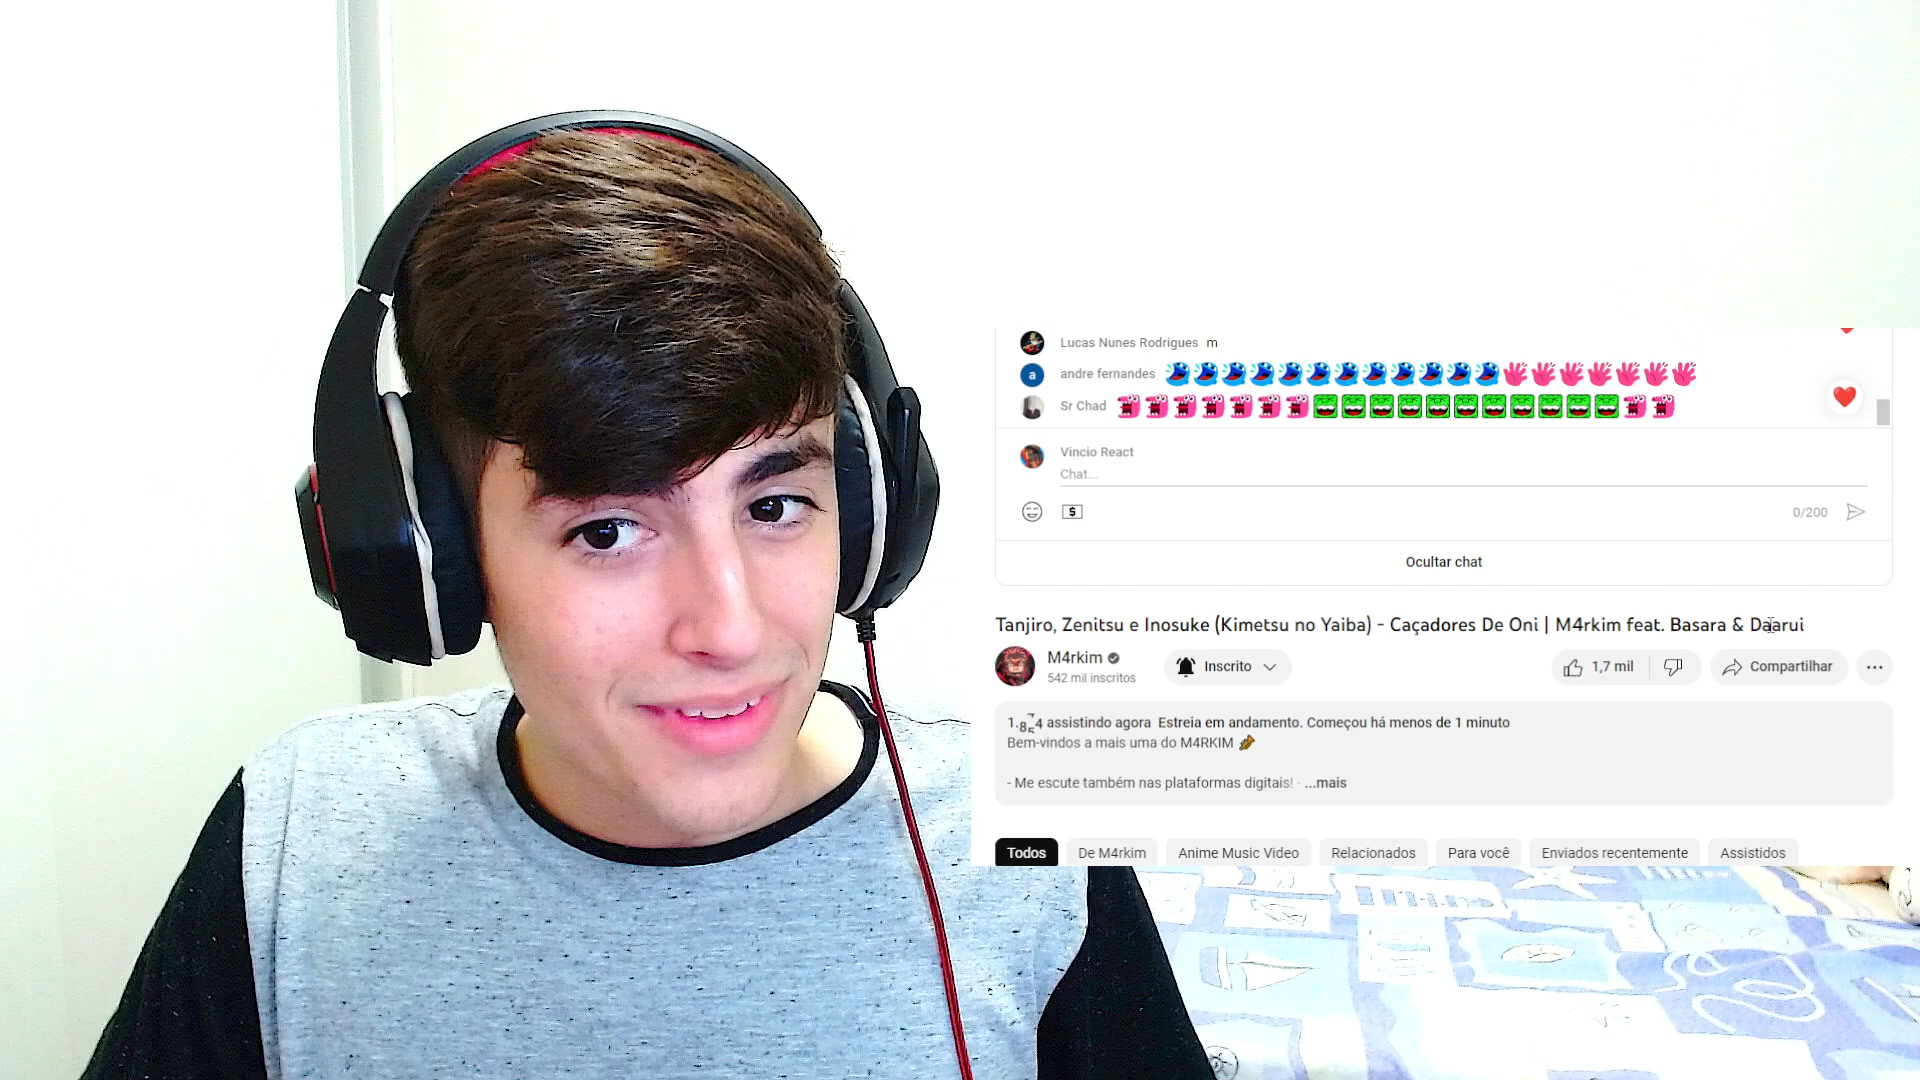 Lucas Nunes Rodrigues m
a andre fernandes
Sr Chad
Vincio React
Chat...
$ 0/200
Ocultar chat
Tanjiro, Zenitsu e Inosuke (Kimetsu no Yaiba) - Caçadores De Oni | M4rkim feat. Basara & Daarui
M4rkim
542 mil inscritos
Inscrito
1,7 mil
Compartilhar
assistindo agora Estreia em andamento. Começou há menos de 1 minuto
Bem-vindos a mais uma do M4RKIM
- Me escute também nas plataformas digitais! - ...mais
Todos De M4rkim Anime Music Video Relacionados Para você Enviados recentemente Assistidos